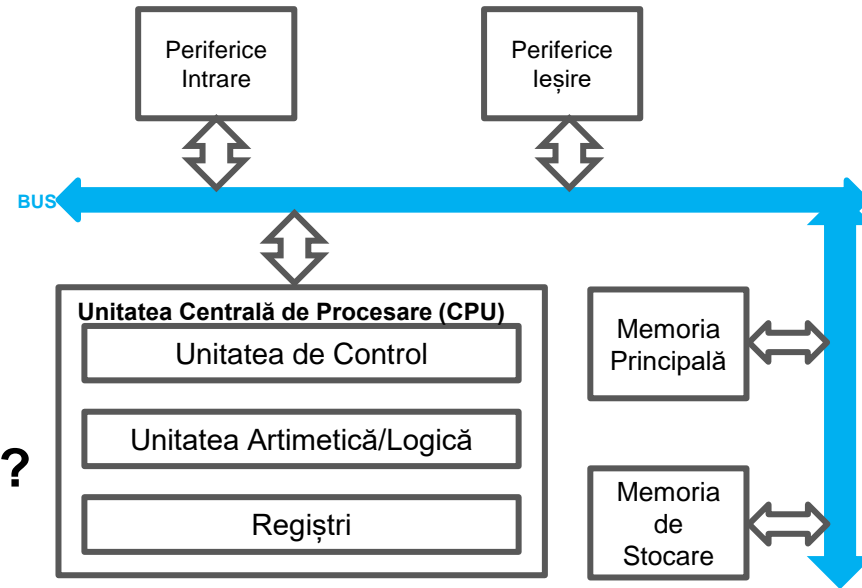 Periferice
Intrare
Periferice
Ieșire
BUS
Unitatea Centrală de Procesare (CPU)
Unitatea de Control
Unitatea Artimetică/Logică
Regiștri
?
Memoria
Principală
Memoria
de
Stocare